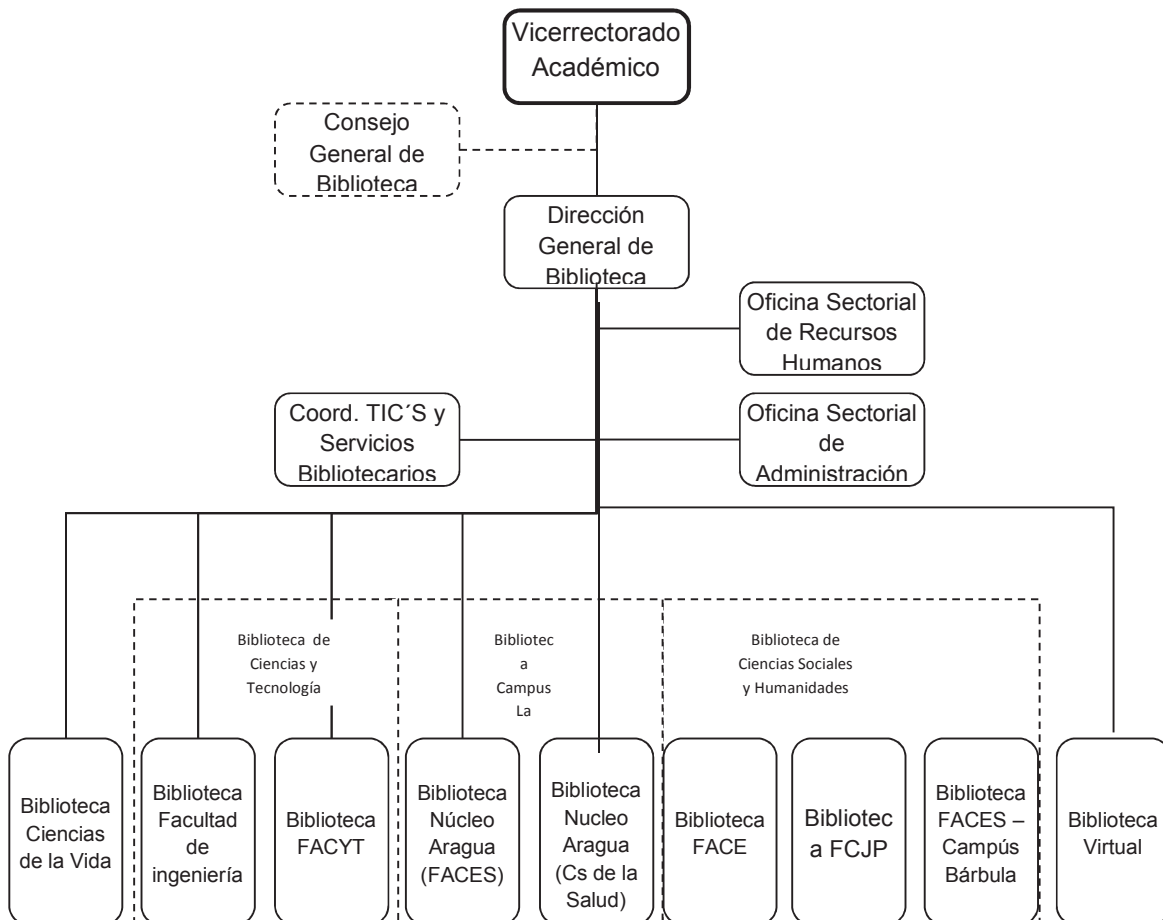 Vicerrectorado
Académico
Consejo
General de
Biblioteca
Dirección
General de
Biblioteca
Oficina Sectorial
de Recursos
Humanos
Coord. TIC´S y
Servicios
Bibliotecarios
Oficina Sectorial
de
Administración
Biblioteca de
Ciencias y
Tecnología
Bibliotec
a
Campus
La
Biblioteca de
Ciencias Sociales
y Humanidades
Biblioteca
Ciencias
de la Vida
Biblioteca
Facultad
de
ingeniería
Biblioteca
FACYT
Biblioteca
Núcleo
Aragua
(FACES)
Biblioteca
Nucleo
Aragua
(Cs de la
Salud)
Biblioteca
FACE
Bibliotec
a FCJP
Biblioteca
FACES –
Campús
Bárbula
Biblioteca
Virtual